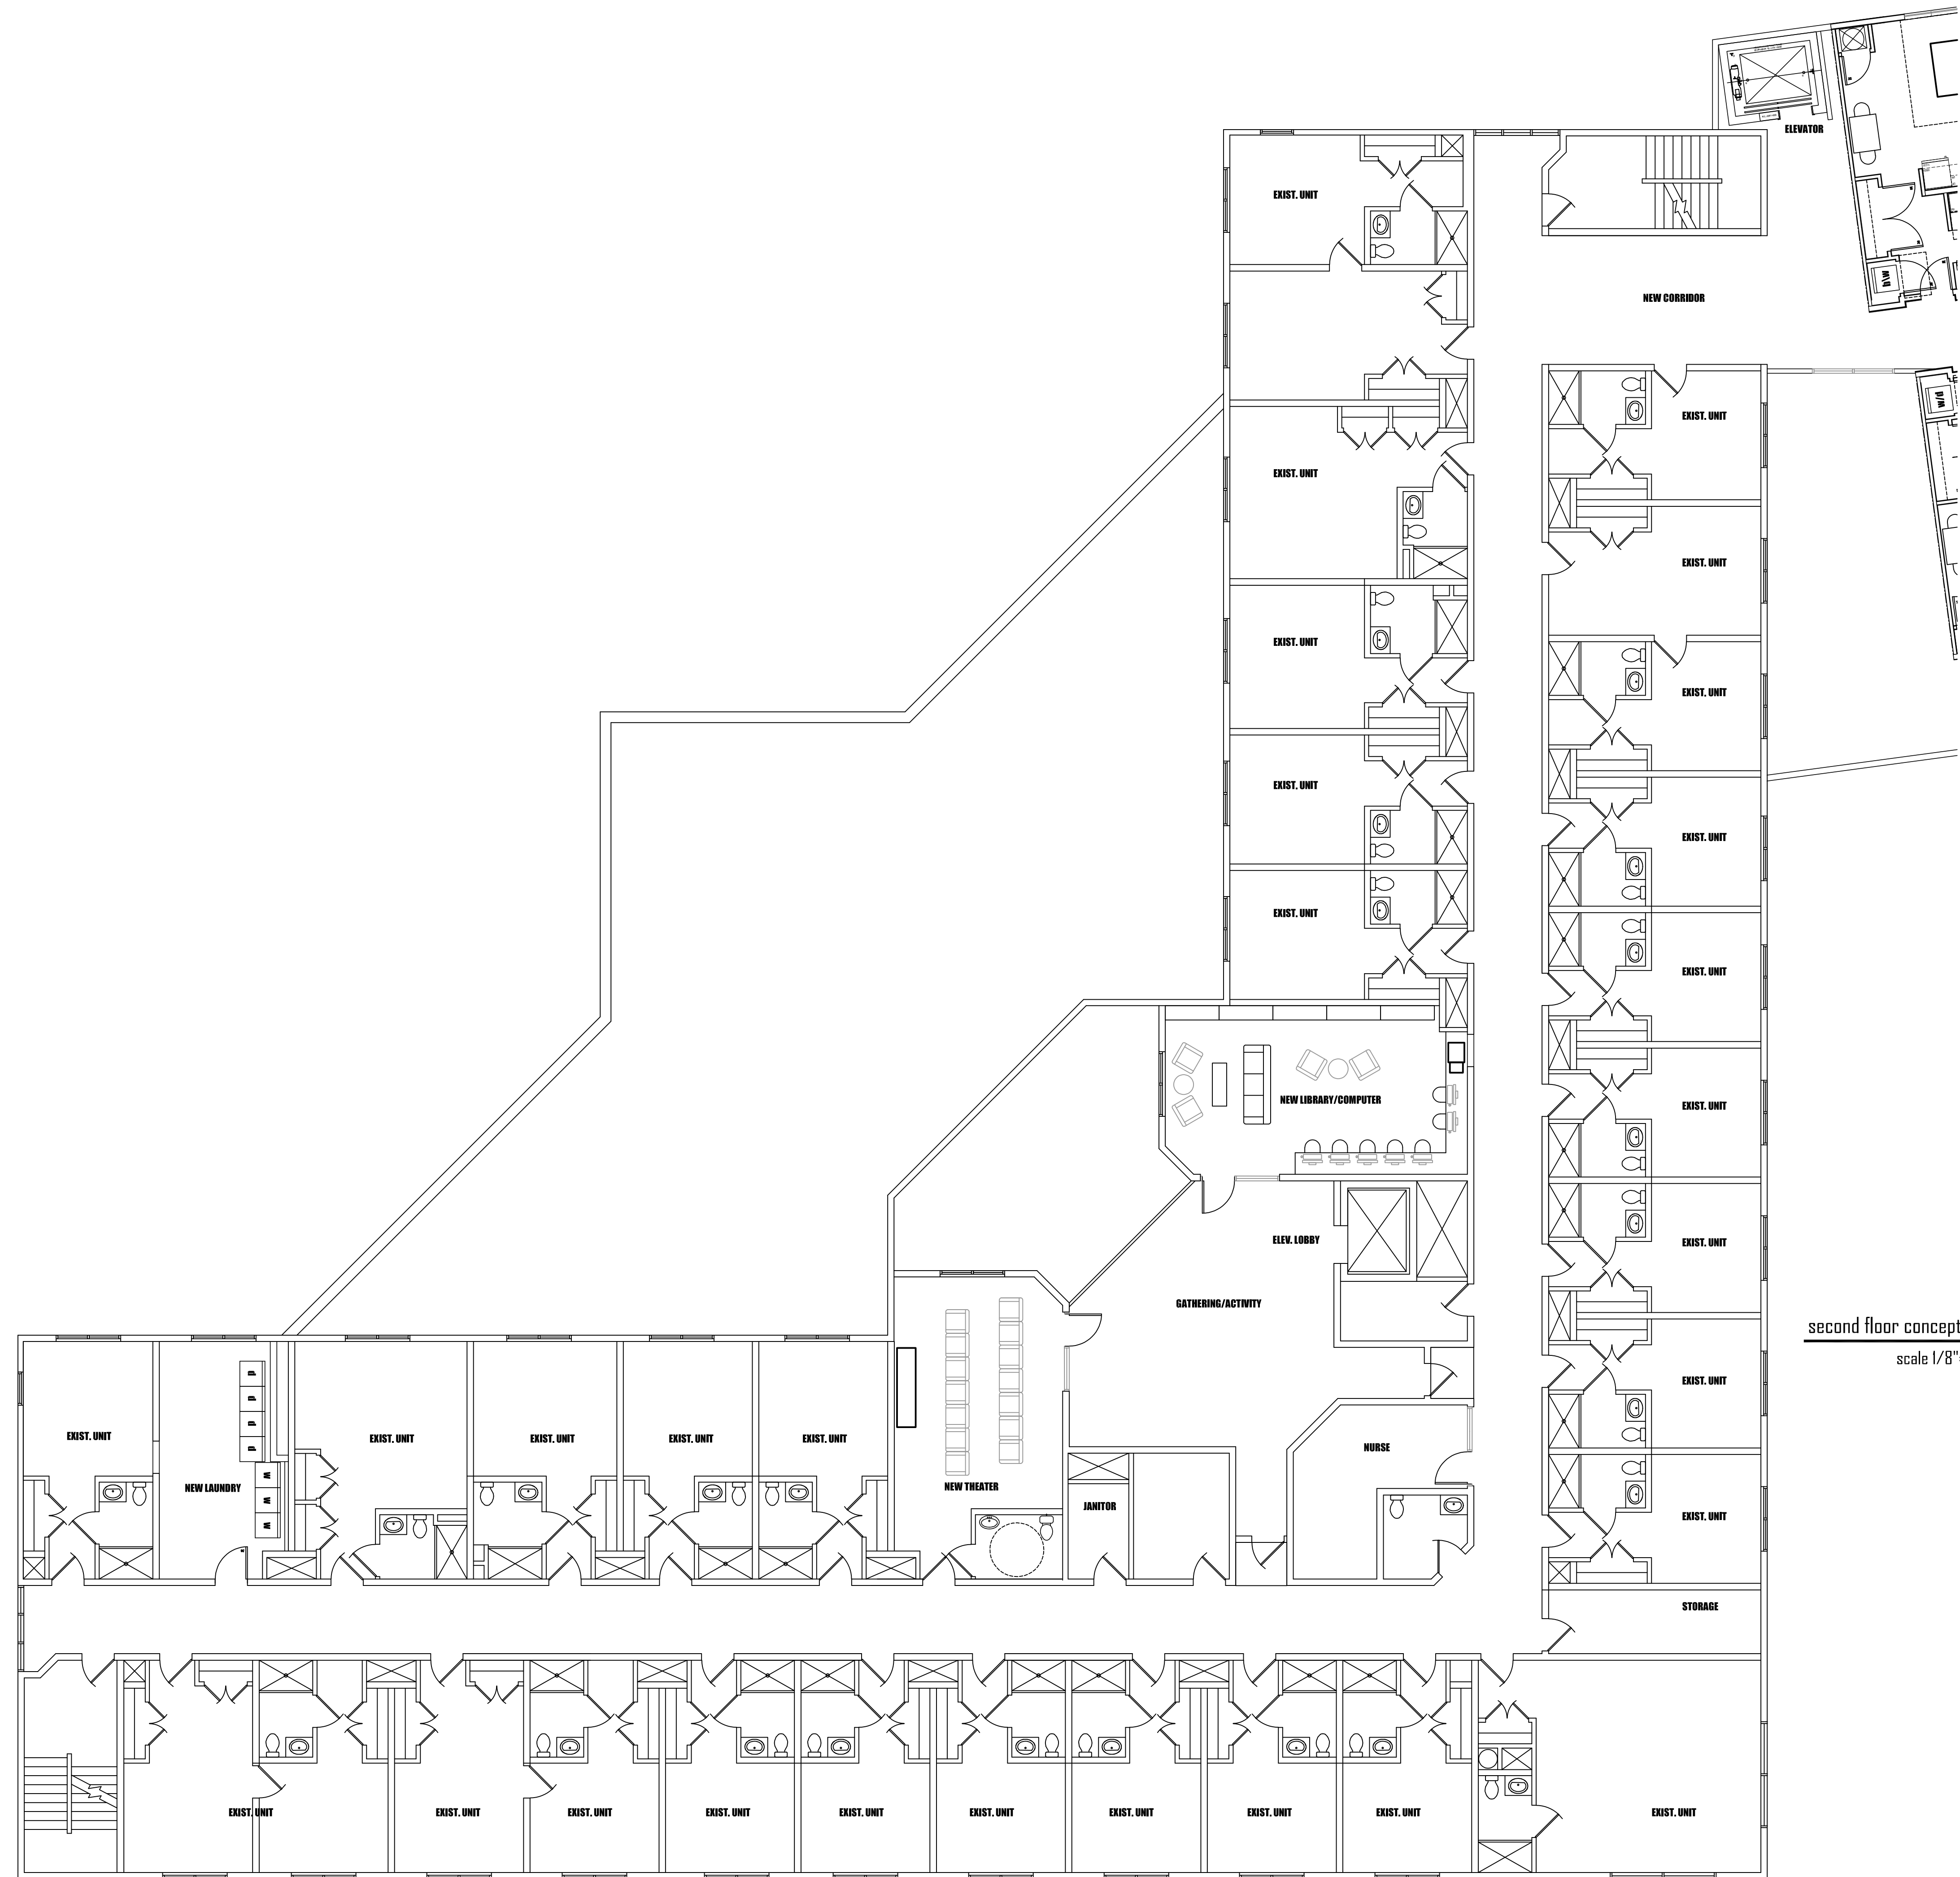 ELEVATOR
EXIST. UNIT
NEW CORRIDOR
W/D
EXIST. UNIT
W/D
EXIST. UNIT
EXIST. UNIT
EXIST. UNIT
EXIST. UNIT
EXIST. UNIT
EXIST. UNIT
EXIST. UNIT
EXIST. UNIT
EXIST. UNIT
NEW LIBRARY/COMPUTER
EXIST. UNIT
ELEV. LOBBY
EXIST. UNIT
GATHERING/ACTIVITY
second floor concept
scale 1/8"
EXIST. UNIT
d
d
d
d
EXIST. UNIT
EXIST. UNIT
EXIST. UNIT
EXIST. UNIT
EXIST. UNIT
NURSE
W
W
W
NEW LAUNDRY
NEW THEATER
JANITOR
EXIST. UNIT
STORAGE
EXIST. UNIT
EXIST. UNIT
EXIST. UNIT
EXIST. UNIT
EXIST. UNIT
EXIST. UNIT
EXIST. UNIT
EXIST. UNIT
EXIST. UNIT
EXIST. UNIT